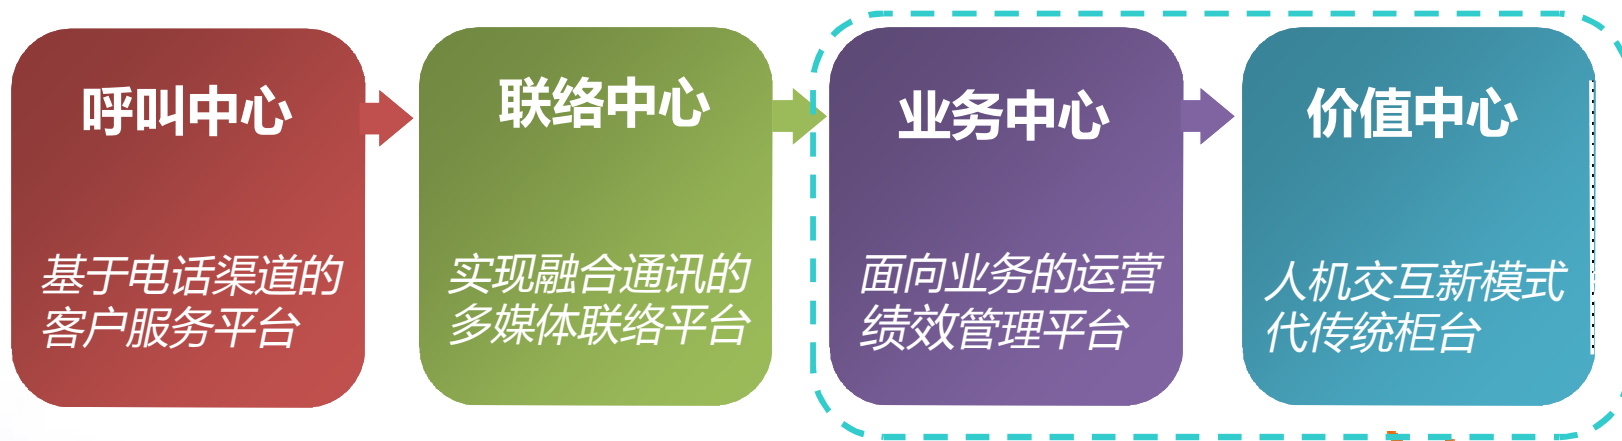 呼叫中心
基于电话渠道的
客户服务平台
联络中心
实现融合通讯的
多媒体联络平台
业务中心
面向业务的运营
绩效管理平台
价值中心
人机交互新模式
代传统柜台